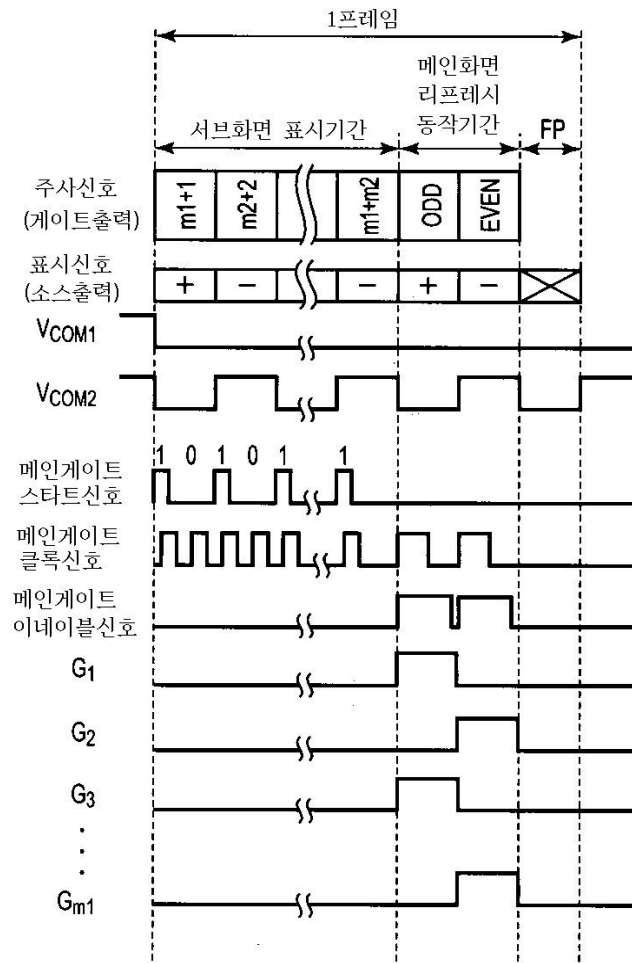 1프레임
메인화면
리프레시
동작기간
서브화면 표시기간
FP
주사신호
(게이트출력)
m1+1
m2+2
m1+m2
ODD
EVEN
표시신호
(소스출력)
+
−
−
+
−
VCOM1
VCOM2
1 0 1 0 1 1
메인게이트
스타트신호
메인게이트
클록신호
메인게이트
이네이블신호
G1
G2
G3
Gm1